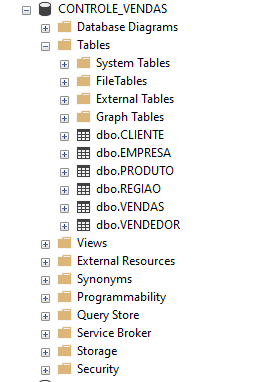 CONTROLE_VENDAS
Database Diagrams
Tables
System Tables
FileTables
External Tables
Graph Tables
dbo.CLIENTE
dbo.EMPRESA
dbo.PRODUTO
dbo.REGIAO
dbo.VENDAS
dbo.VENDEDOR
Views
External Resources
Synonyms
Programmability
Query Store
Service Broker
Storage
Security